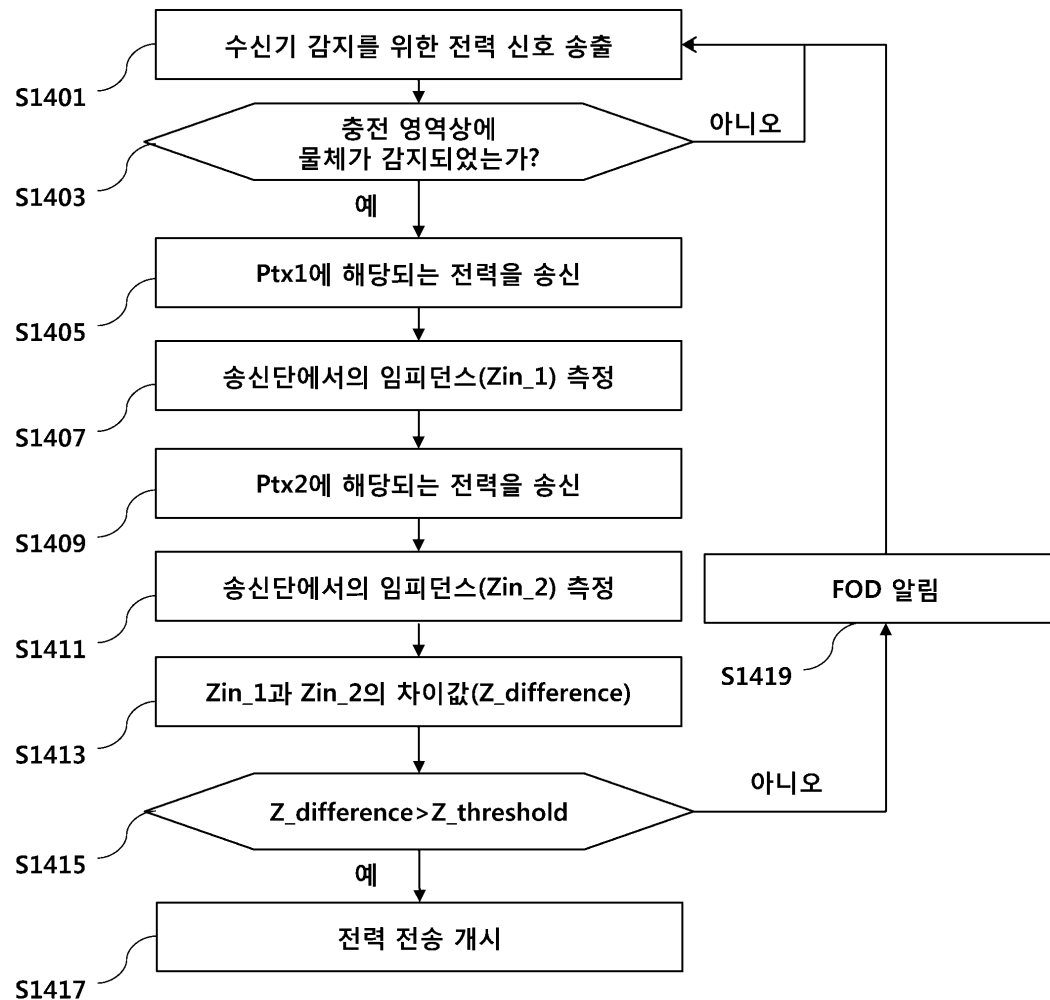 수신기 감지를 위한 전력 신호 송출
S1401
충전 영역상에
물체가 감지되었는가?
아니오
S1403
예
Ptx1에 해당되는 전력을 송신
S1405
송신단에서의 임피던스(Zin_1) 측정
S1407
Ptx2에 해당되는 전력을 송신
S1409
송신단에서의 임피던스(Zin_2) 측정
S1411
FOD 알림
S1419
Zin_1과 Zin_2의 차이값(Z_difference)
S1413
Z_difference>Z_threshold
아니오
S1415
예
전력 전송 개시
S1417